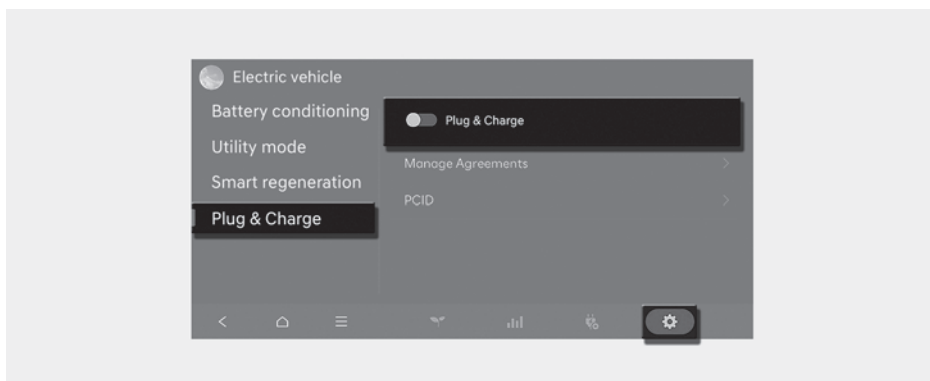 Electric vehicle
Battery conditioning
Utility mode
Smart regeneration
Plug & Charge
Plug & Charge
Manage Agreements
PCID